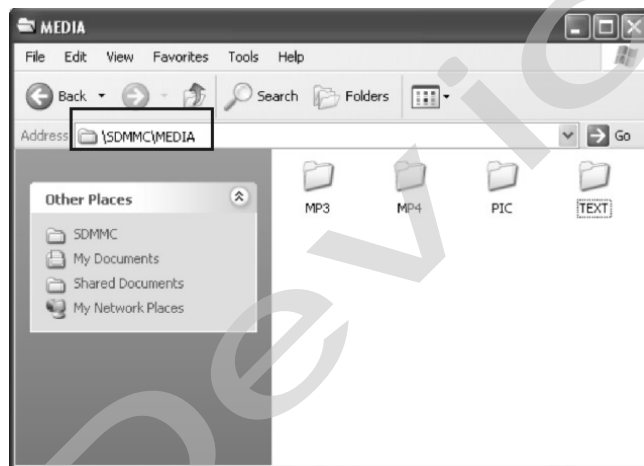 MEDIA
File Edit View Favorites Tools Help
Back Search Folders
Address \SDMMC\MEDIA Go
Other Places
SDMMC
My Documents
Shared Documents
My Network Places
MP3 MP4 PIC TEXT